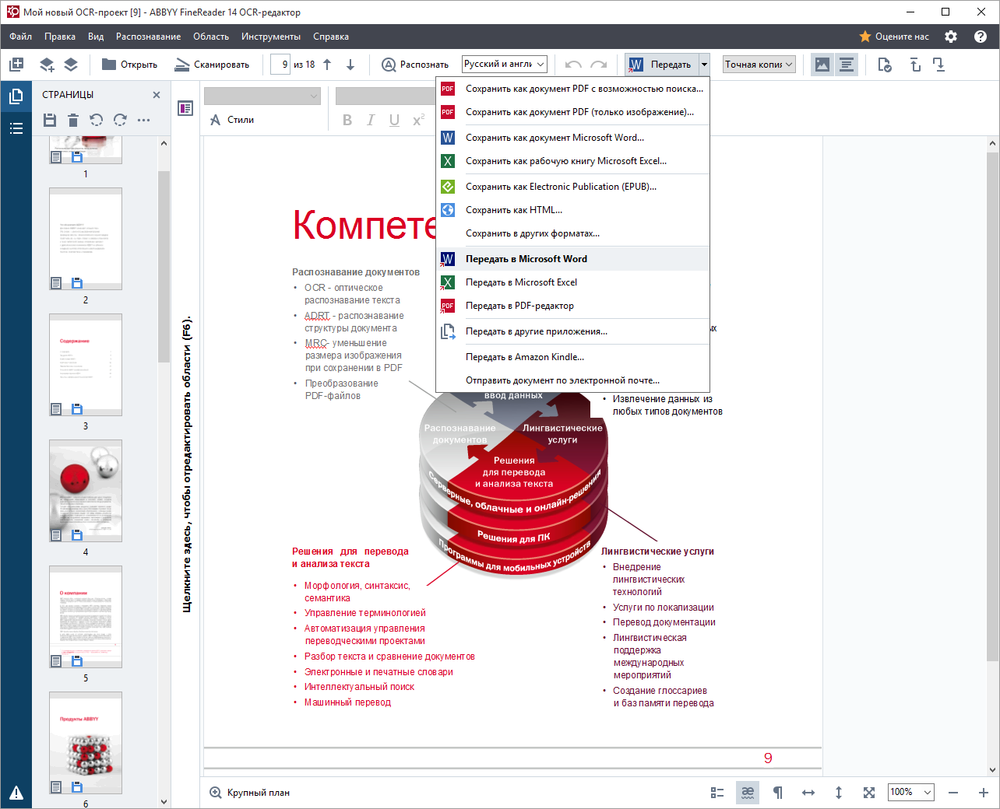 Мой новый OCR-проект [9] - ABBYY FineReader 14 OCR-редактор
Файл Правка Вид Распознавание Область Инструменты Справка Оцените нас
Открыть Сканировать 9 из 18 Распознать Русский и англи Передать Точная копия
СТРАНИЦЫ
Стили B I U x²
Сохранить как документ PDF с возможностью поиска...
Сохранить как документ PDF (только изображение)...
Сохранить как документ Microsoft Word...
Сохранить как рабочую книгу Microsoft Excel...
Сохранить как Electronic Publication (EPUB)...
Сохранить как HTML...
Сохранить в других форматах...
Передать в Microsoft Word
Передать в Microsoft Excel
Передать в PDF-редактор
Передать в другие приложения...
Передать в Amazon Kindle...
Отправить документ по электронной почте...
1
2
Содержание
3
4
О компании
5
Продукты ABBYY
6
Щелкните здесь, чтобы отредактировать области (F6).
Компете
Распознавание документов
• OCR - оптическое
распознавание текста
• ADRT - распознавание
структуры документа
• MRC- уменьшение
размера изображения
при сохранении в PDF
• Преобразование
PDF-файлов
ых
• Извлечение данных из
любых типов документов
ввод данных
Распознавание
документов
Лингвистические
услуги
Решения
для перевода
и анализа текста
Серверные, облачные и онлайн-решения
Решения для ПК
Программы для мобильных устройств
Решения для перевода
и анализа текста
• Морфология, синтаксис,
семантика
• Управление терминологией
• Автоматизация управления
переводческими проектами
• Разбор текста и сравнение документов
• Электронные и печатные словари
• Интеллектуальный поиск
• Машинный перевод
Лингвистические услуги
• Внедрение
лингвистических
технологий
• Услуги по локализации
• Перевод документации
• Лингвистическая
поддержка
международных
мероприятий
• Создание глоссариев
и баз памяти перевода
9
Крупный план 100%